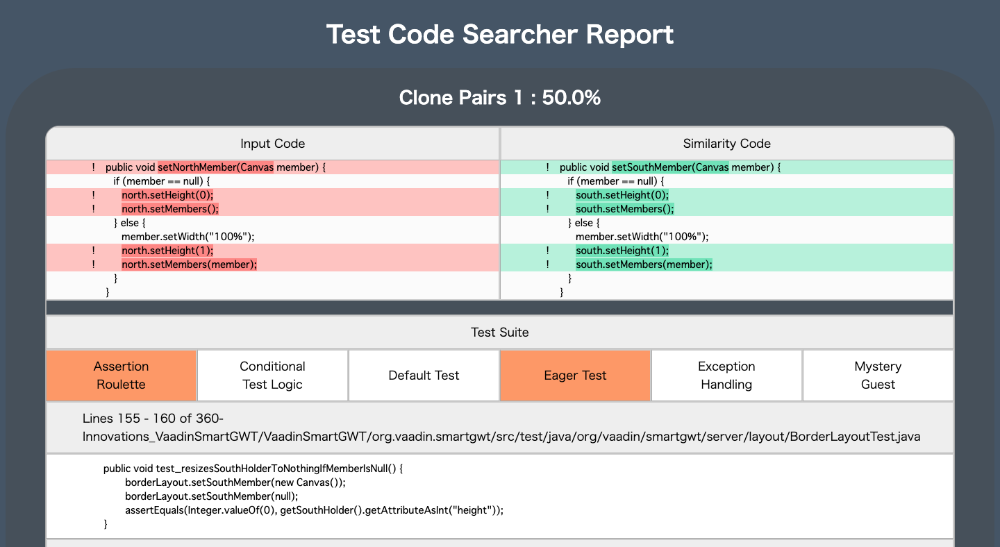 Test Code Searcher Report
Clone Pairs 1 : 50.0%
Input Code
! public void setNorthMember(Canvas member) {
if (member == null) {
! north.setHeight(0);
! north.setMembers();
} else {
member.setWidth("100%");
! north.setHeight(1);
! north.setMembers(member);
}
}
Similarity Code
! public void setSouthMember(Canvas member) {
if (member == null) {
! south.setHeight(0);
! south.setMembers();
} else {
member.setWidth("100%");
! south.setHeight(1);
! south.setMembers(member);
}
}
Test Suite
Assertion
Roulette
Conditional
Test Logic
Default Test
Eager Test
Exception
Handling
Mystery
Guest
Lines 155 - 160 of 360-
Innovations_VaadinSmartGWT/VaadinSmartGWT/org.vaadin.smartgwt/src/test/java/org/vaadin/smartgwt/server/layout/BorderLayoutTest.java
public void test_resizesSouthHolderToNothingIfMemberIsNull() {
borderLayout.setSouthMember(new Canvas());
borderLayout.setSouthMember(null);
assertEquals(Integer.valueOf(0), getSouthHolder().getAttributeAsInt("height"));
}